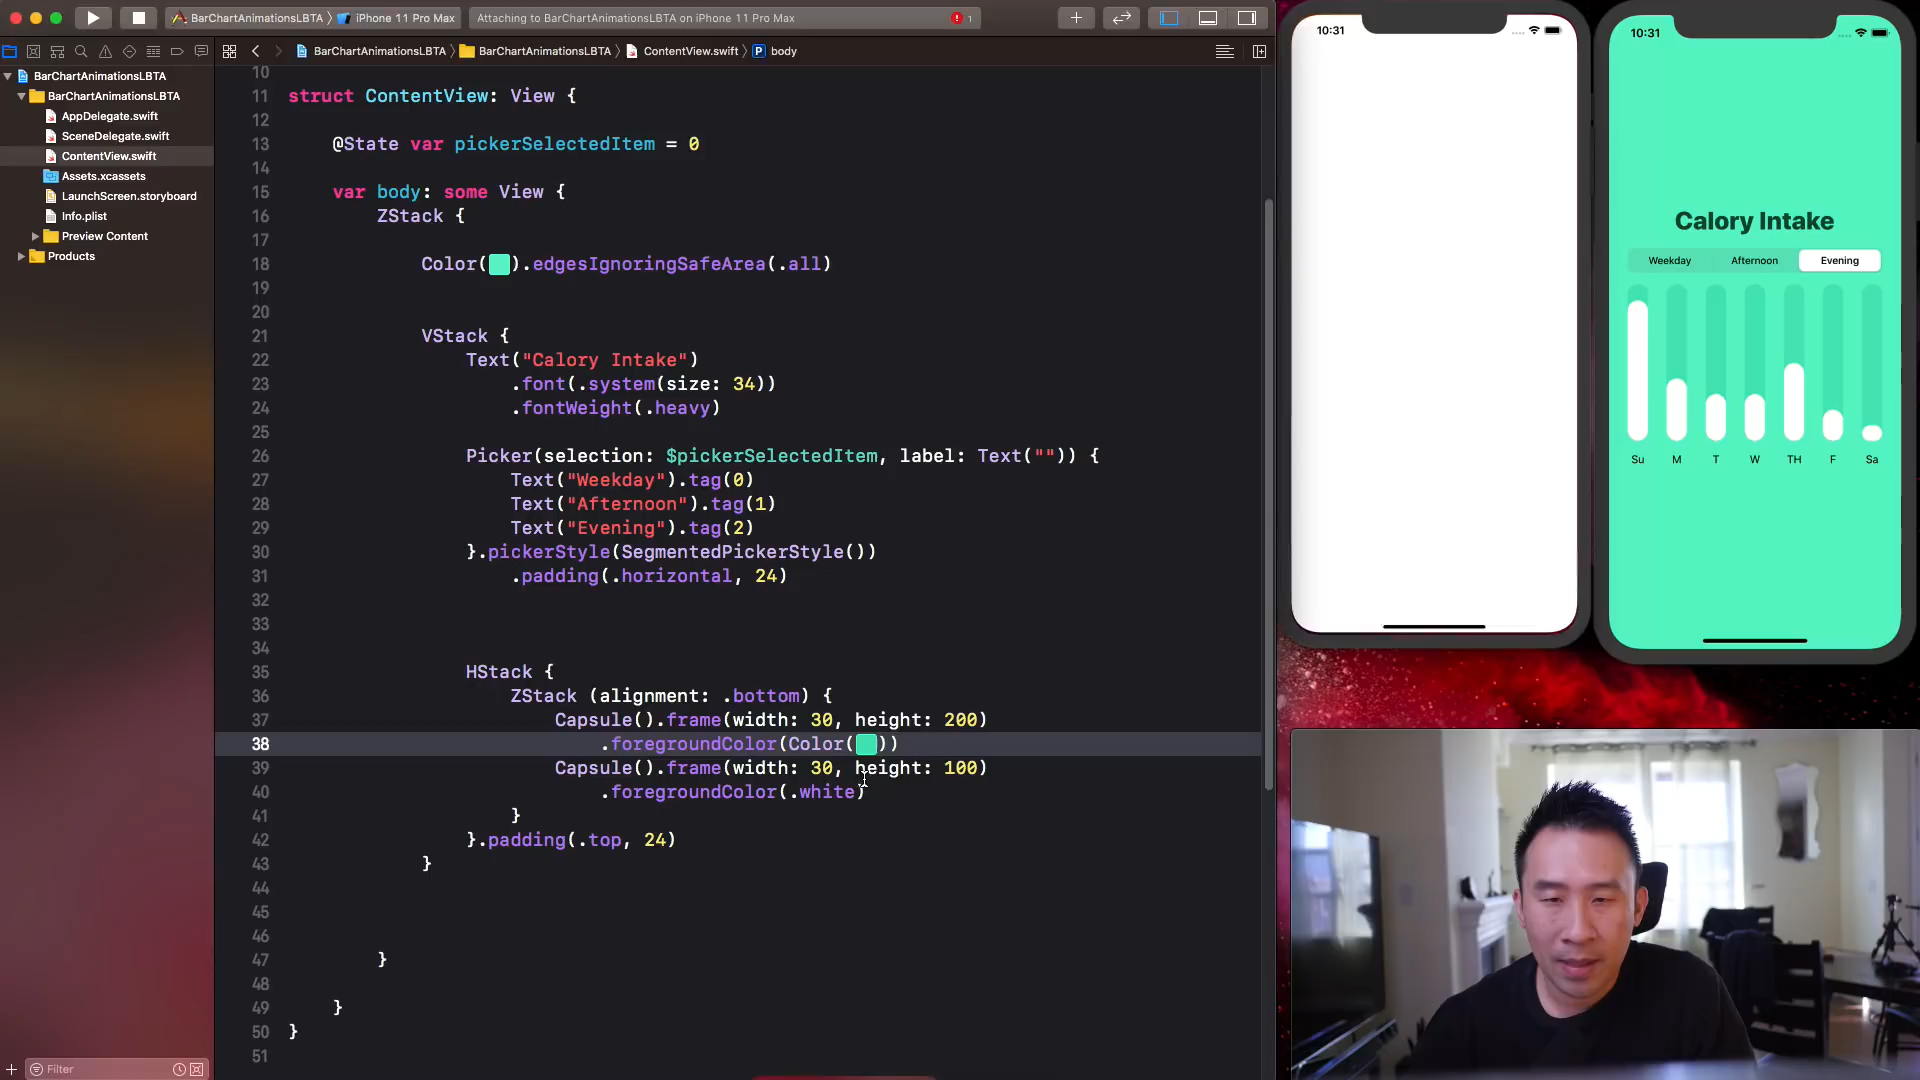 BarChartAnimationsLBTA 〉 iPhone 11 Pro Max
Attaching to BarChartAnimationsLBTA on iPhone 11 Pro Max
1
BarChartAnimationsLBTA 〉 BarChartAnimationsLBTA 〉 ContentView.swift 〉 P body
BarChartAnimationsLBTA
BarChartAnimationsLBTA
AppDelegate.swift
SceneDelegate.swift
ContentView.swift
Assets.xcassets
LaunchScreen.storyboard
Info.plist
Preview Content
Products
Filter
10
11 struct ContentView: View {
12
13 @State var pickerSelectedItem = 0
14
15 var body: some View {
16 ZStack {
17
18 Color( ).edgesIgnoringSafeArea(.all)
19
20
21 VStack {
22 Text("Calory Intake")
23 .font(.system(size: 34))
24 .fontWeight(.heavy)
25
26 Picker(selection: $pickerSelectedItem, label: Text("")) {
27 Text("Weekday").tag(0)
28 Text("Afternoon").tag(1)
29 Text("Evening").tag(2)
30 }.pickerStyle(SegmentedPickerStyle())
31 .padding(.horizontal, 24)
32
33
34
35 HStack {
36 ZStack (alignment: .bottom) {
37 Capsule().frame(width: 30, height: 200)
38 .foregroundColor(Color( ))
39 Capsule().frame(width: 30, height: 100)
40 .foregroundColor(.white)
41 }
42 }.padding(.top, 24)
43 }
44
45
46
47 }
48
49 }
50 }
51
10:31
10:31
Calory Intake
Weekday Afternoon Evening
Su M T W TH F Sa